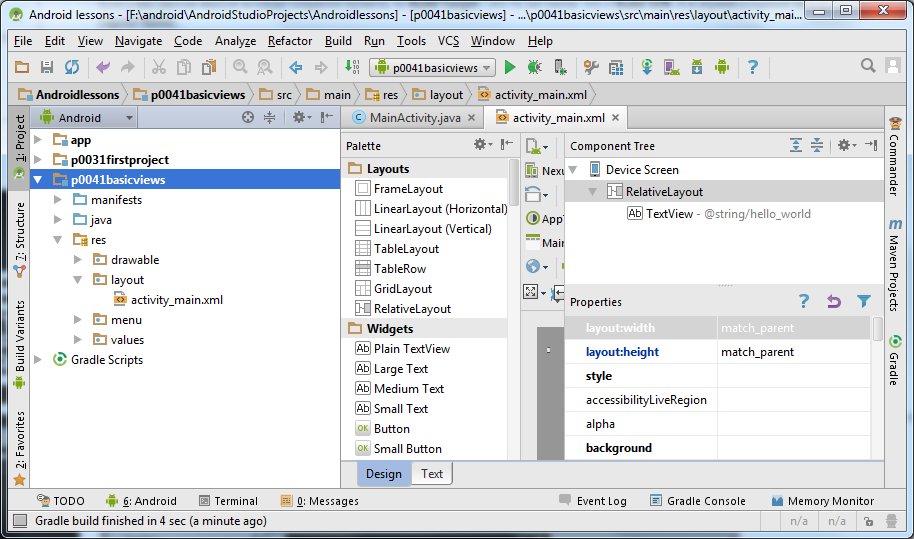 Android lessons - [F:\android\AndroidStudioProjects\Androidlessons] - [p0041basicviews] - ...\p0041basicviews\src\main\res\layout\activity_mai...
File Edit View Navigate Code Analyze Refactor Build Run Tools VCS Window Help
p0041basicviews
Androidlessons p0041basicviews src main res layout activity_main.xml
1: Project
7: Structure
Build Variants
2: Favorites
Android
app
p0031firstproject
p0041basicviews
manifests
java
res
drawable
layout
activity_main.xml
menu
values
Gradle Scripts
MainActivity.java activity_main.xml
Palette
Layouts
FrameLayout
LinearLayout (Horizontal)
LinearLayout (Vertical)
TableLayout
TableRow
GridLayout
RelativeLayout
Widgets
Plain TextView
Large Text
Medium Text
Small Text
Button
Small Button
Nexu
AppT
Main
Component Tree
Device Screen
RelativeLayout
TextView - @string/hello_world
Properties
layout:width match_parent
layout:height match_parent
style
accessibilityLiveRegion
alpha
background
Design Text
Commander
Maven Projects
Gradle
TODO 6: Android Terminal 0: Messages Event Log Gradle Console Memory Monitor
Gradle build finished in 4 sec (a minute ago) n/a n/a